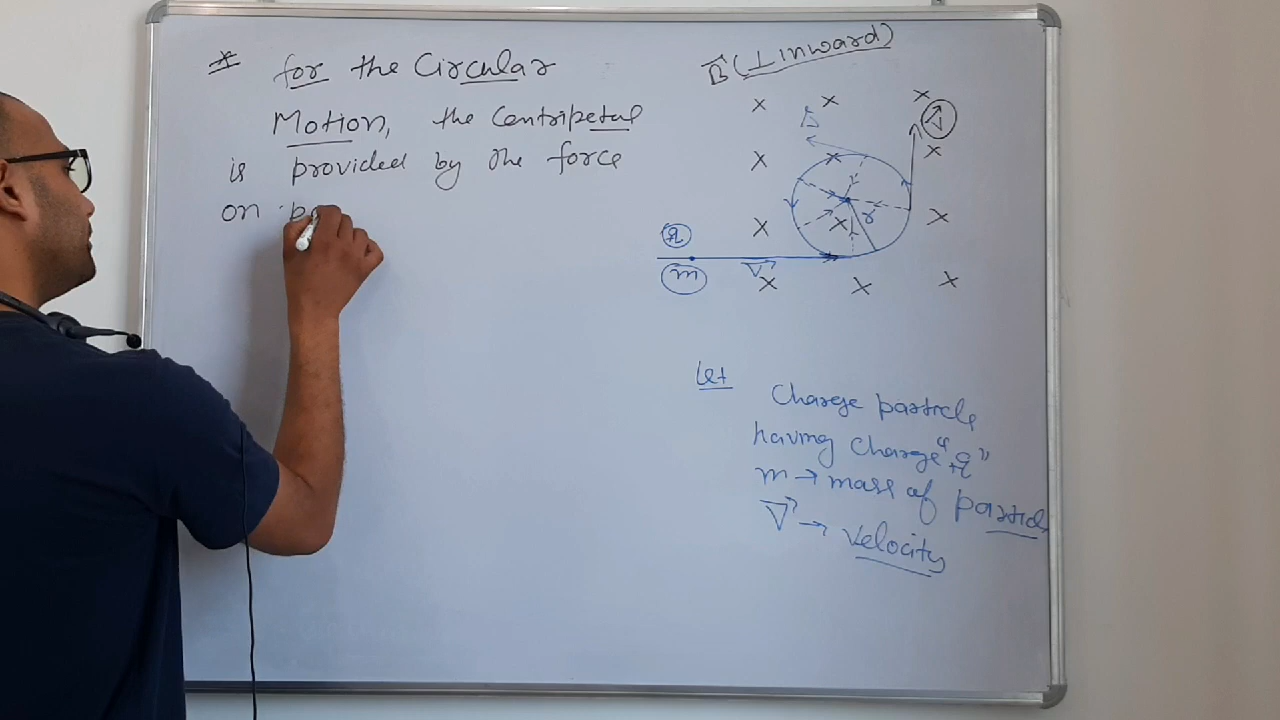 * for the Circular
Motion, the Centripetal
is provided by the force
on
B⃗ (⊥ inward)
x x x
x x x
x x x
x x x
v⃗
v⃗
r
q
m
v⃗
Let
Charge particle
having Charge "+q"
m → mass of particle
v⃗ → Velocity